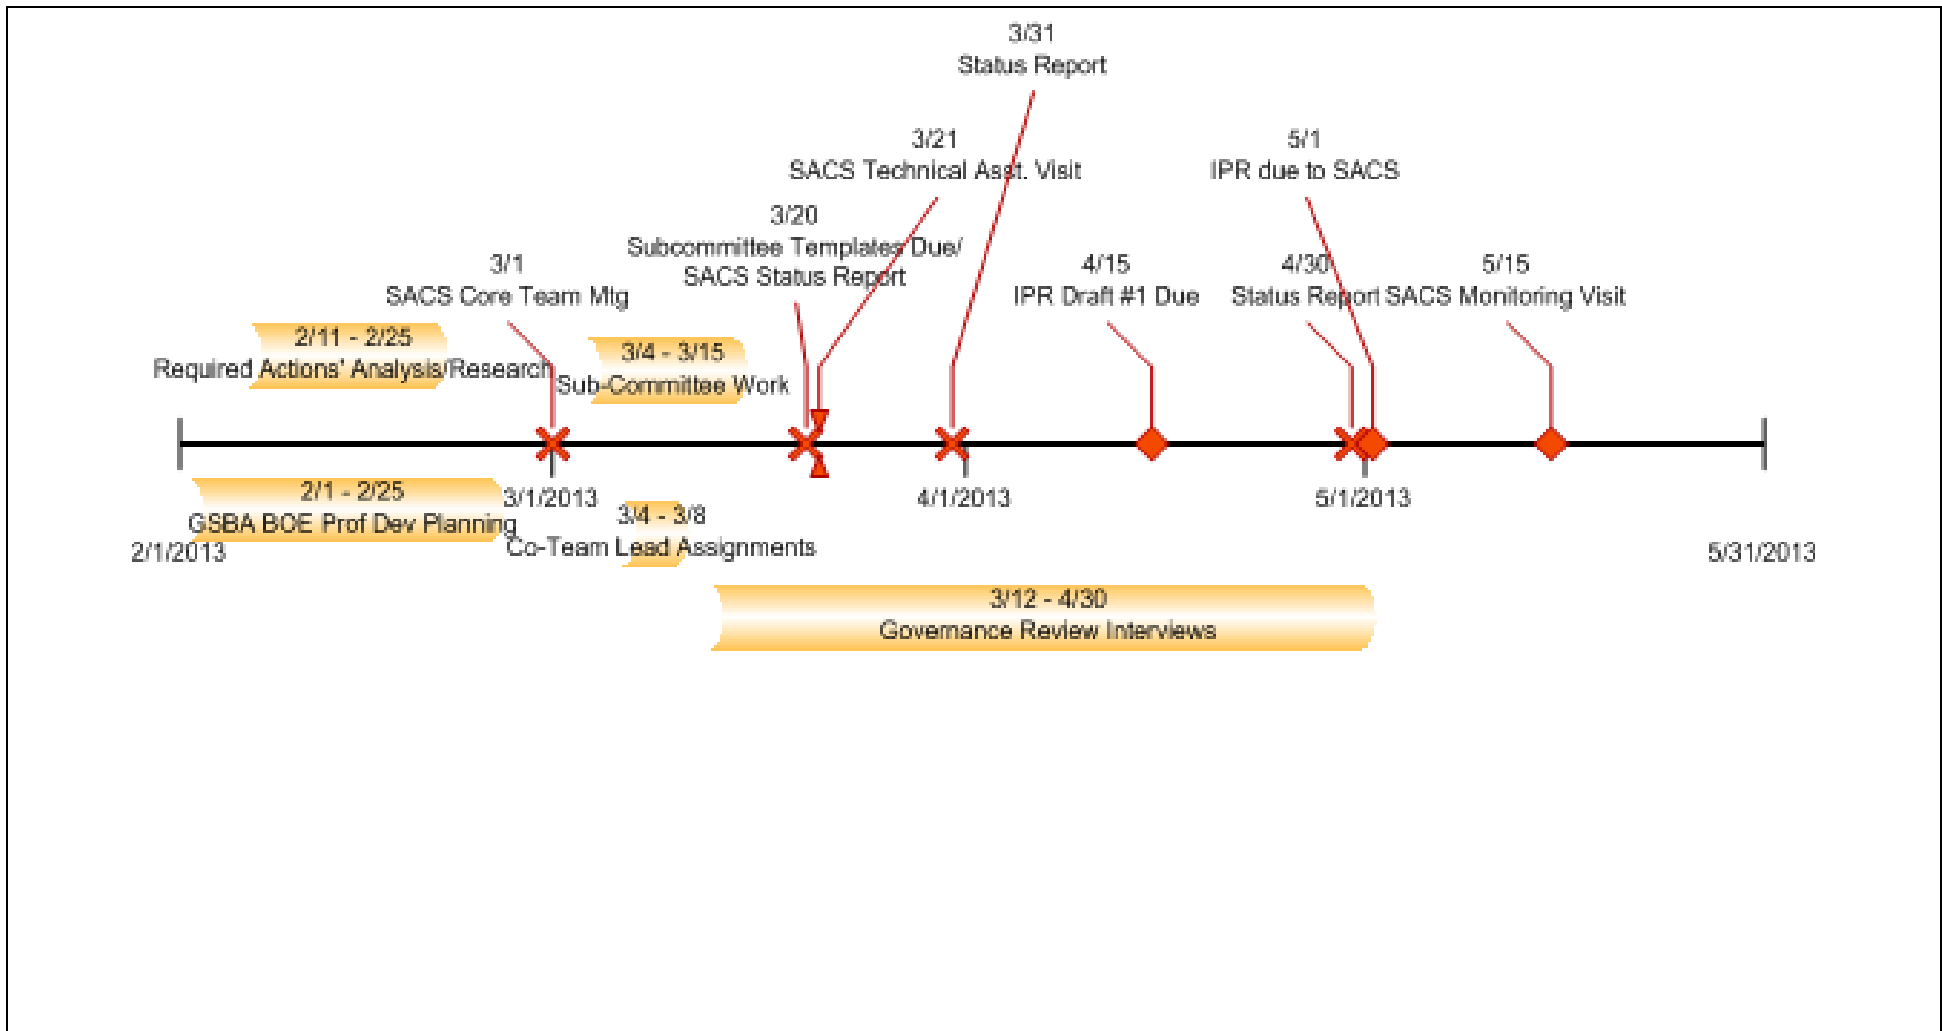 3/31
Status Report
3/21
SACS Technical Asst. Visit
5/1
IPR due to SACS
3/20
Subcommittee Templates Due/
SACS Status Report
3/1
SACS Core Team Mtg
4/15
IPR Draft #1 Due
4/30
Status Report
5/15
SACS Monitoring Visit
2/11 - 2/25
Required Actions' Analysis/Research
3/4 - 3/15
Sub-Committee Work
2/1 - 2/25
GSBA BOE Prof Dev Planning
3/1/2013
4/1/2013
5/1/2013
3/4 - 3/8
Co-Team Lead Assignments
2/1/2013
5/31/2013
3/12 - 4/30
Governance Review Interviews